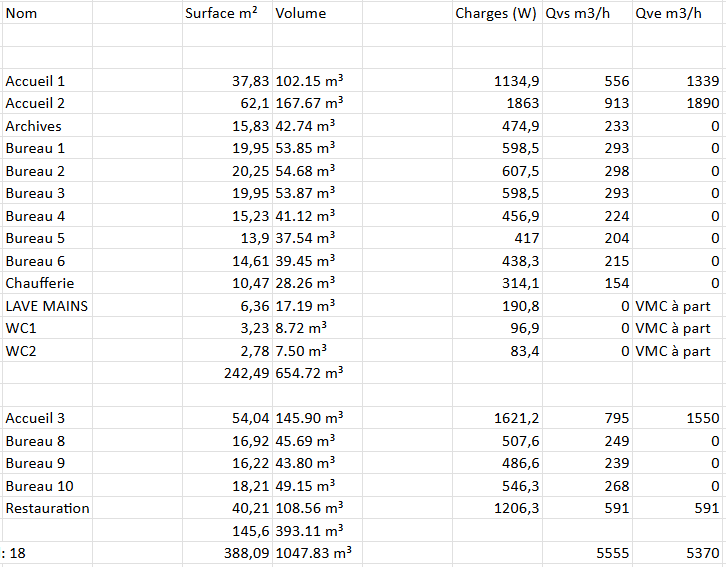 Nom Surface m² Volume Charges (W) Qvs m3/h Qve m3/h
Accueil 1 37,83 102.15 m³ 1134,9 556 1339
Accueil 2 62,1 167.67 m³ 1863 913 1890
Archives 15,83 42.74 m³ 474,9 233 0
Bureau 1 19,95 53.85 m³ 598,5 293 0
Bureau 2 20,25 54.68 m³ 607,5 298 0
Bureau 3 19,95 53.87 m³ 598,5 293 0
Bureau 4 15,23 41.12 m³ 456,9 224 0
Bureau 5 13,9 37.54 m³ 417 204 0
Bureau 6 14,61 39.45 m³ 438,3 215 0
Chaufferie 10,47 28.26 m³ 314,1 154 0
LAVE MAINS 6,36 17.19 m³ 190,8 0 VMC à part
WC1 3,23 8.72 m³ 96,9 0 VMC à part
WC2 2,78 7.50 m³ 83,4 0 VMC à part
242,49 654.72 m³
Accueil 3 54,04 145.90 m³ 1621,2 795 1550
Bureau 8 16,92 45.69 m³ 507,6 249 0
Bureau 9 16,22 43.80 m³ 486,6 239 0
Bureau 10 18,21 49.15 m³ 546,3 268 0
Restauration 40,21 108.56 m³ 1206,3 591 591
145,6 393.11 m³
: 18 388,09 1047.83 m³ 5555 5370